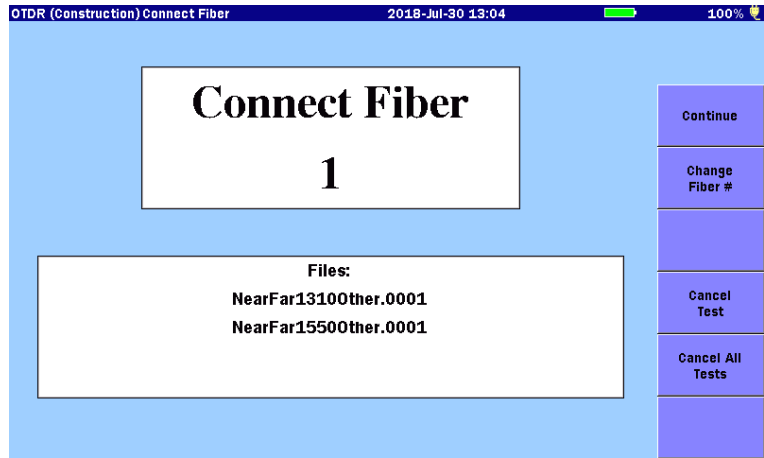 OTDR (Construction) Connect Fiber 2018-Jul-30 13:04 100%
Connect Fiber
1
Continue
Change
Fiber #
Files:
NearFar1310Other.0001
NearFar1550Other.0001
Cancel
Test
Cancel All
Tests